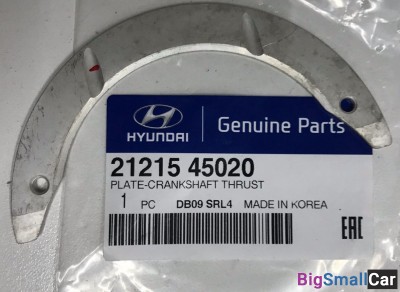 HYUNDAI
Genuine Parts
21215 45020
PLATE-CRANKSHAFT THRUST
1 PC DB09 SRL4 MADE IN KOREA
EAC
BigSmallCar